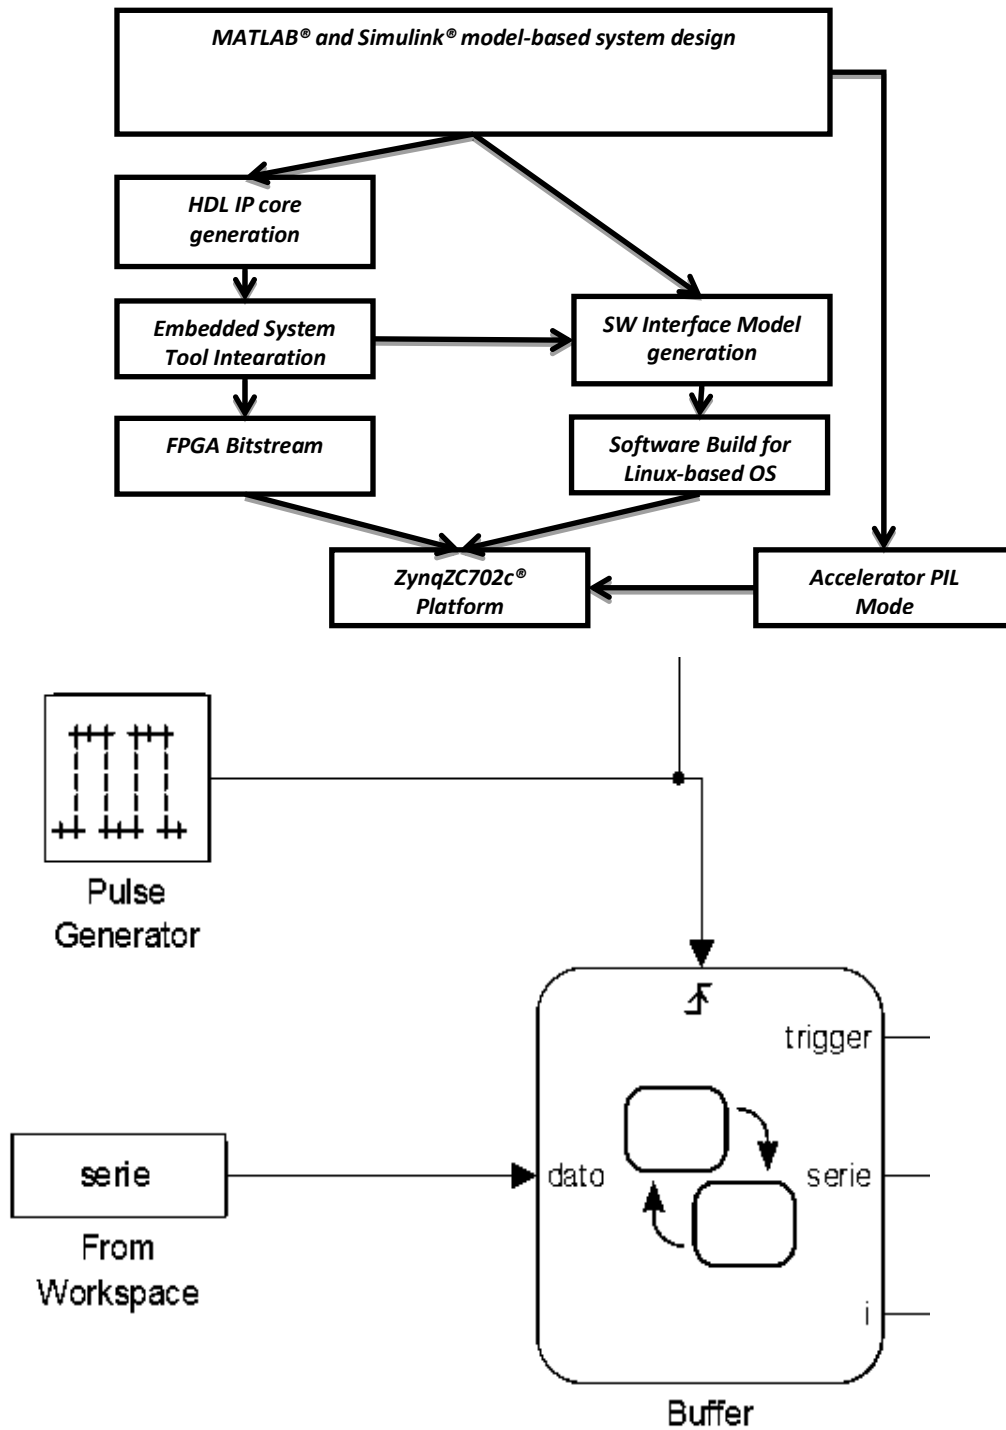 MATLAB® and Simulink® model-based system design
HDL IP core
generation
Embedded System
Tool Intearation
SW Interface Model
generation
FPGA Bitstream
Software Build for
Linux-based OS
ZynqZC702c®
Platform
Accelerator PIL
Mode
Pulse
Generator
trigger
serie
dato
serie
From
Workspace
i
Buffer